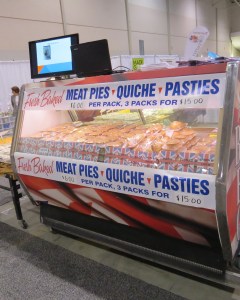 Fresh Baked MEAT PIES • QUICHE • PASTIES
$6.00 PER PACK, 3 PACKS FOR $15.00
Fresh Baked MEAT PIES • QUICHE • PASTIES
$6.00 PER PACK, 3 PACKS FOR $15.00